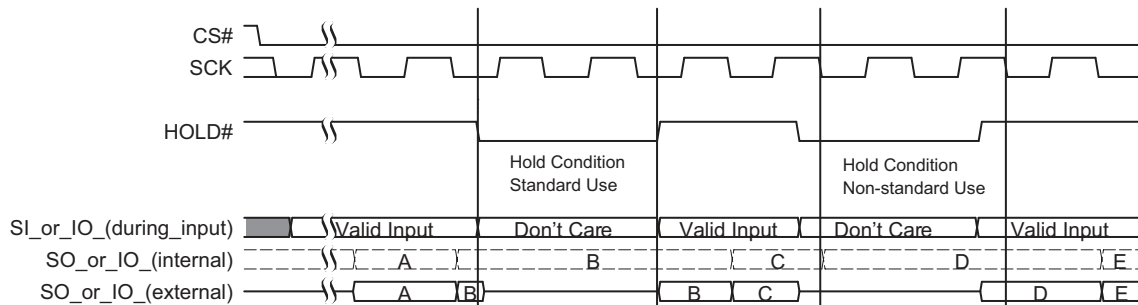 CS#
SCK
HOLD#
Hold Condition
Standard Use
Hold Condition
Non-standard Use
SI_or_IO_(during_input) Valid Input Don't Care Valid Input Don't Care Valid Input
SO_or_IO_(internal) A B C D E
SO_or_IO_(external) A B B C D E